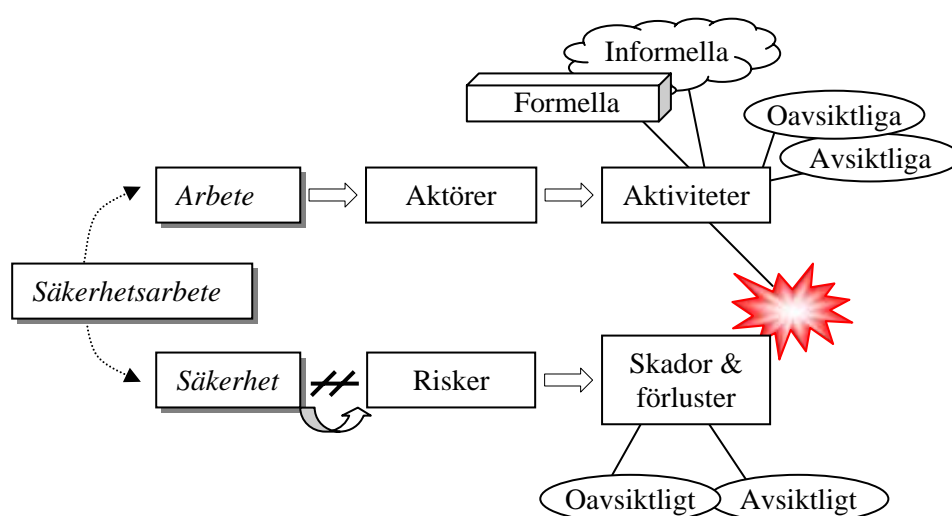 Informella
Formella
Oavsiktliga
Avsiktliga
Arbete
Aktörer
Aktiviteter
Säkerhetsarbete
Säkerhet
Risker
Skador &
förluster
Oavsiktligt
Avsiktligt